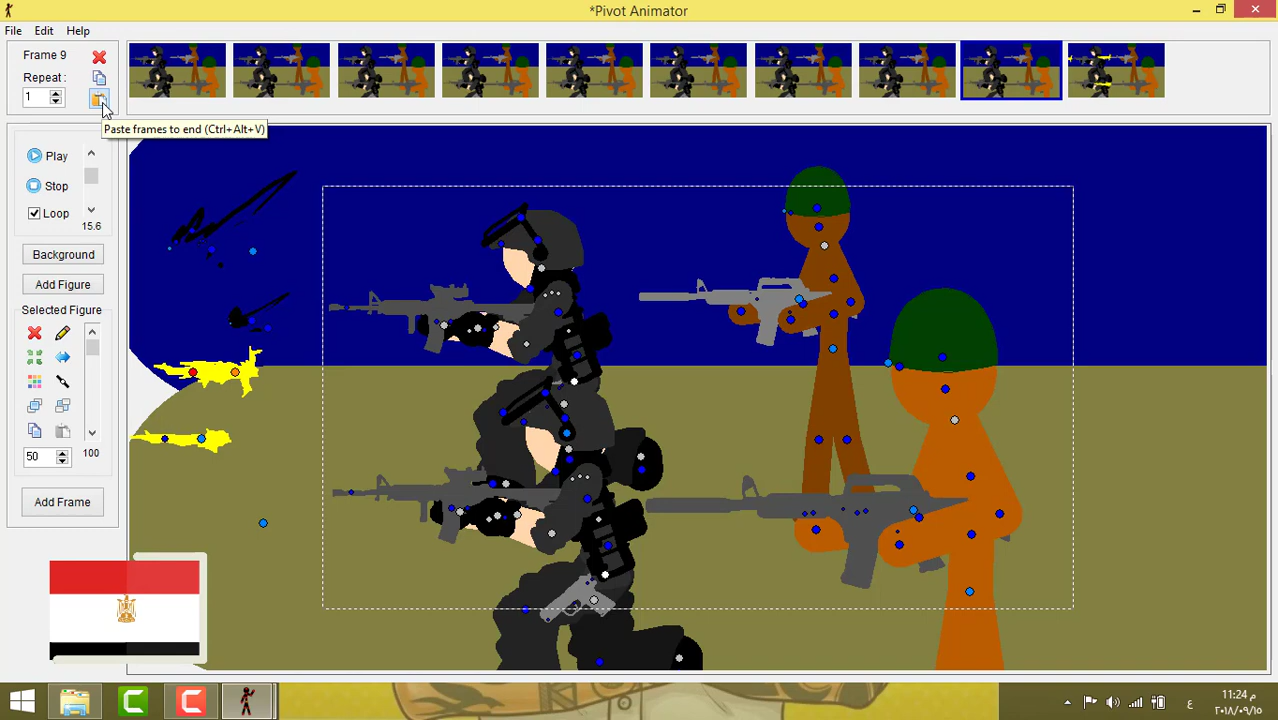 *Pivot Animator
File Edit Help
Frame 9
Repeat :
1
Paste frames to end (Ctrl+Alt+V)
Play
Stop
Loop
15.6
Background
Add Figure
Selected Figure
50
100
Add Frame
ع
م 11:24
٢٠١٨/٠٩/١٥